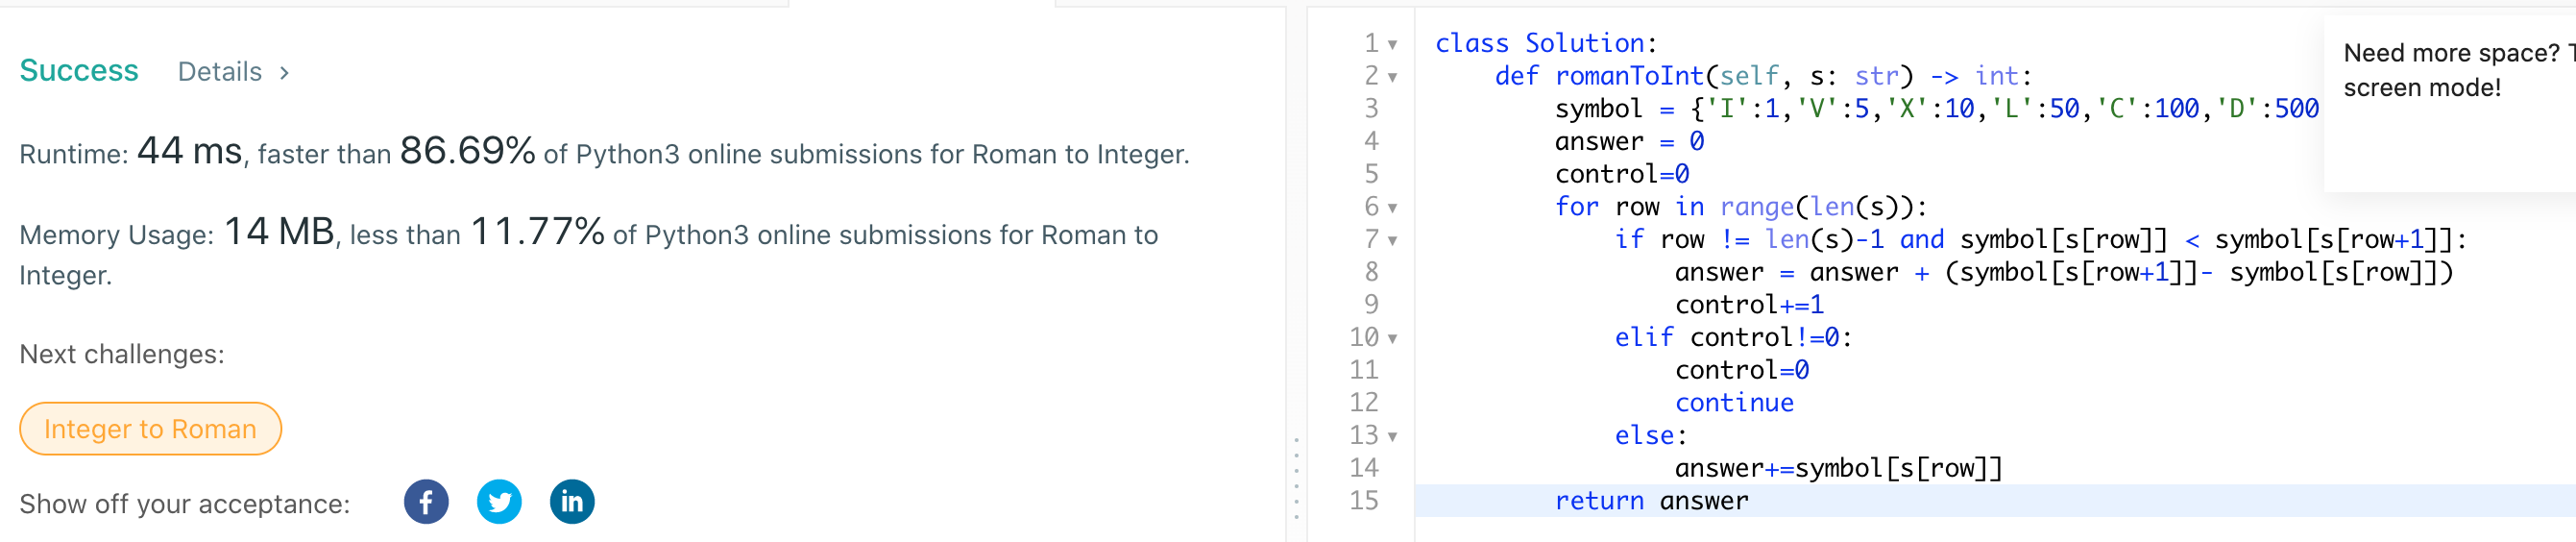 Success Details >
Runtime: 44 ms, faster than 86.69% of Python3 online submissions for Roman to Integer.
Memory Usage: 14 MB, less than 11.77% of Python3 online submissions for Roman to
Integer.
Next challenges:
Integer to Roman
Show off your acceptance:
f
in
1 class Solution:
2     def romanToInt(self, s: str) -> int:
3         symbol = {'I':1,'V':5,'X':10,'L':50,'C':100,'D':500
4         answer = 0
5         control=0
6         for row in range(len(s)):
7             if row != len(s)-1 and symbol[s[row]] < symbol[s[row+1]]:
8                 answer = answer + (symbol[s[row+1]]- symbol[s[row]])
9                 control+=1
10             elif control!=0:
11                 control=0
12                 continue
13             else:
14                 answer+=symbol[s[row]]
15         return answer
Need more space?
screen mode!